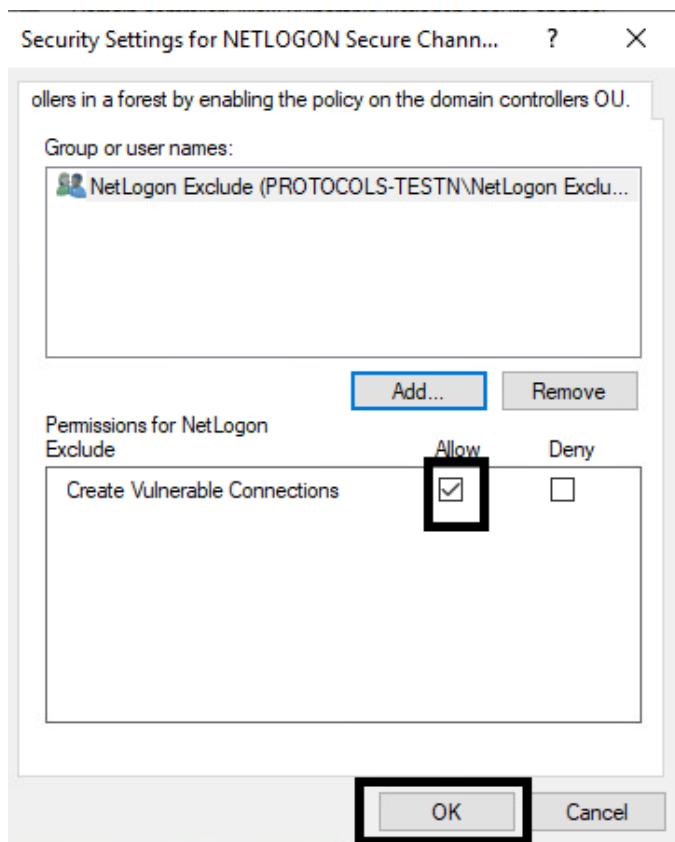 Security Settings for NETLOGON Secure Chann... ? ×
ollers in a forest by enabling the policy on the domain controllers OU.
Group or user names:
NetLogon Exclude (PROTOCOLS-TESTN\NetLogon Exclu...
Add... Remove
Permissions for NetLogon
Exclude Allow Deny
Create Vulnerable Connections
OK Cancel